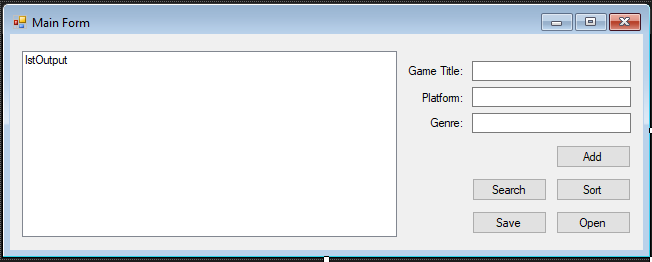 Main Form
lstOutput
Game Title:
Platform:
Genre:
Add
Search Sort
Save Open